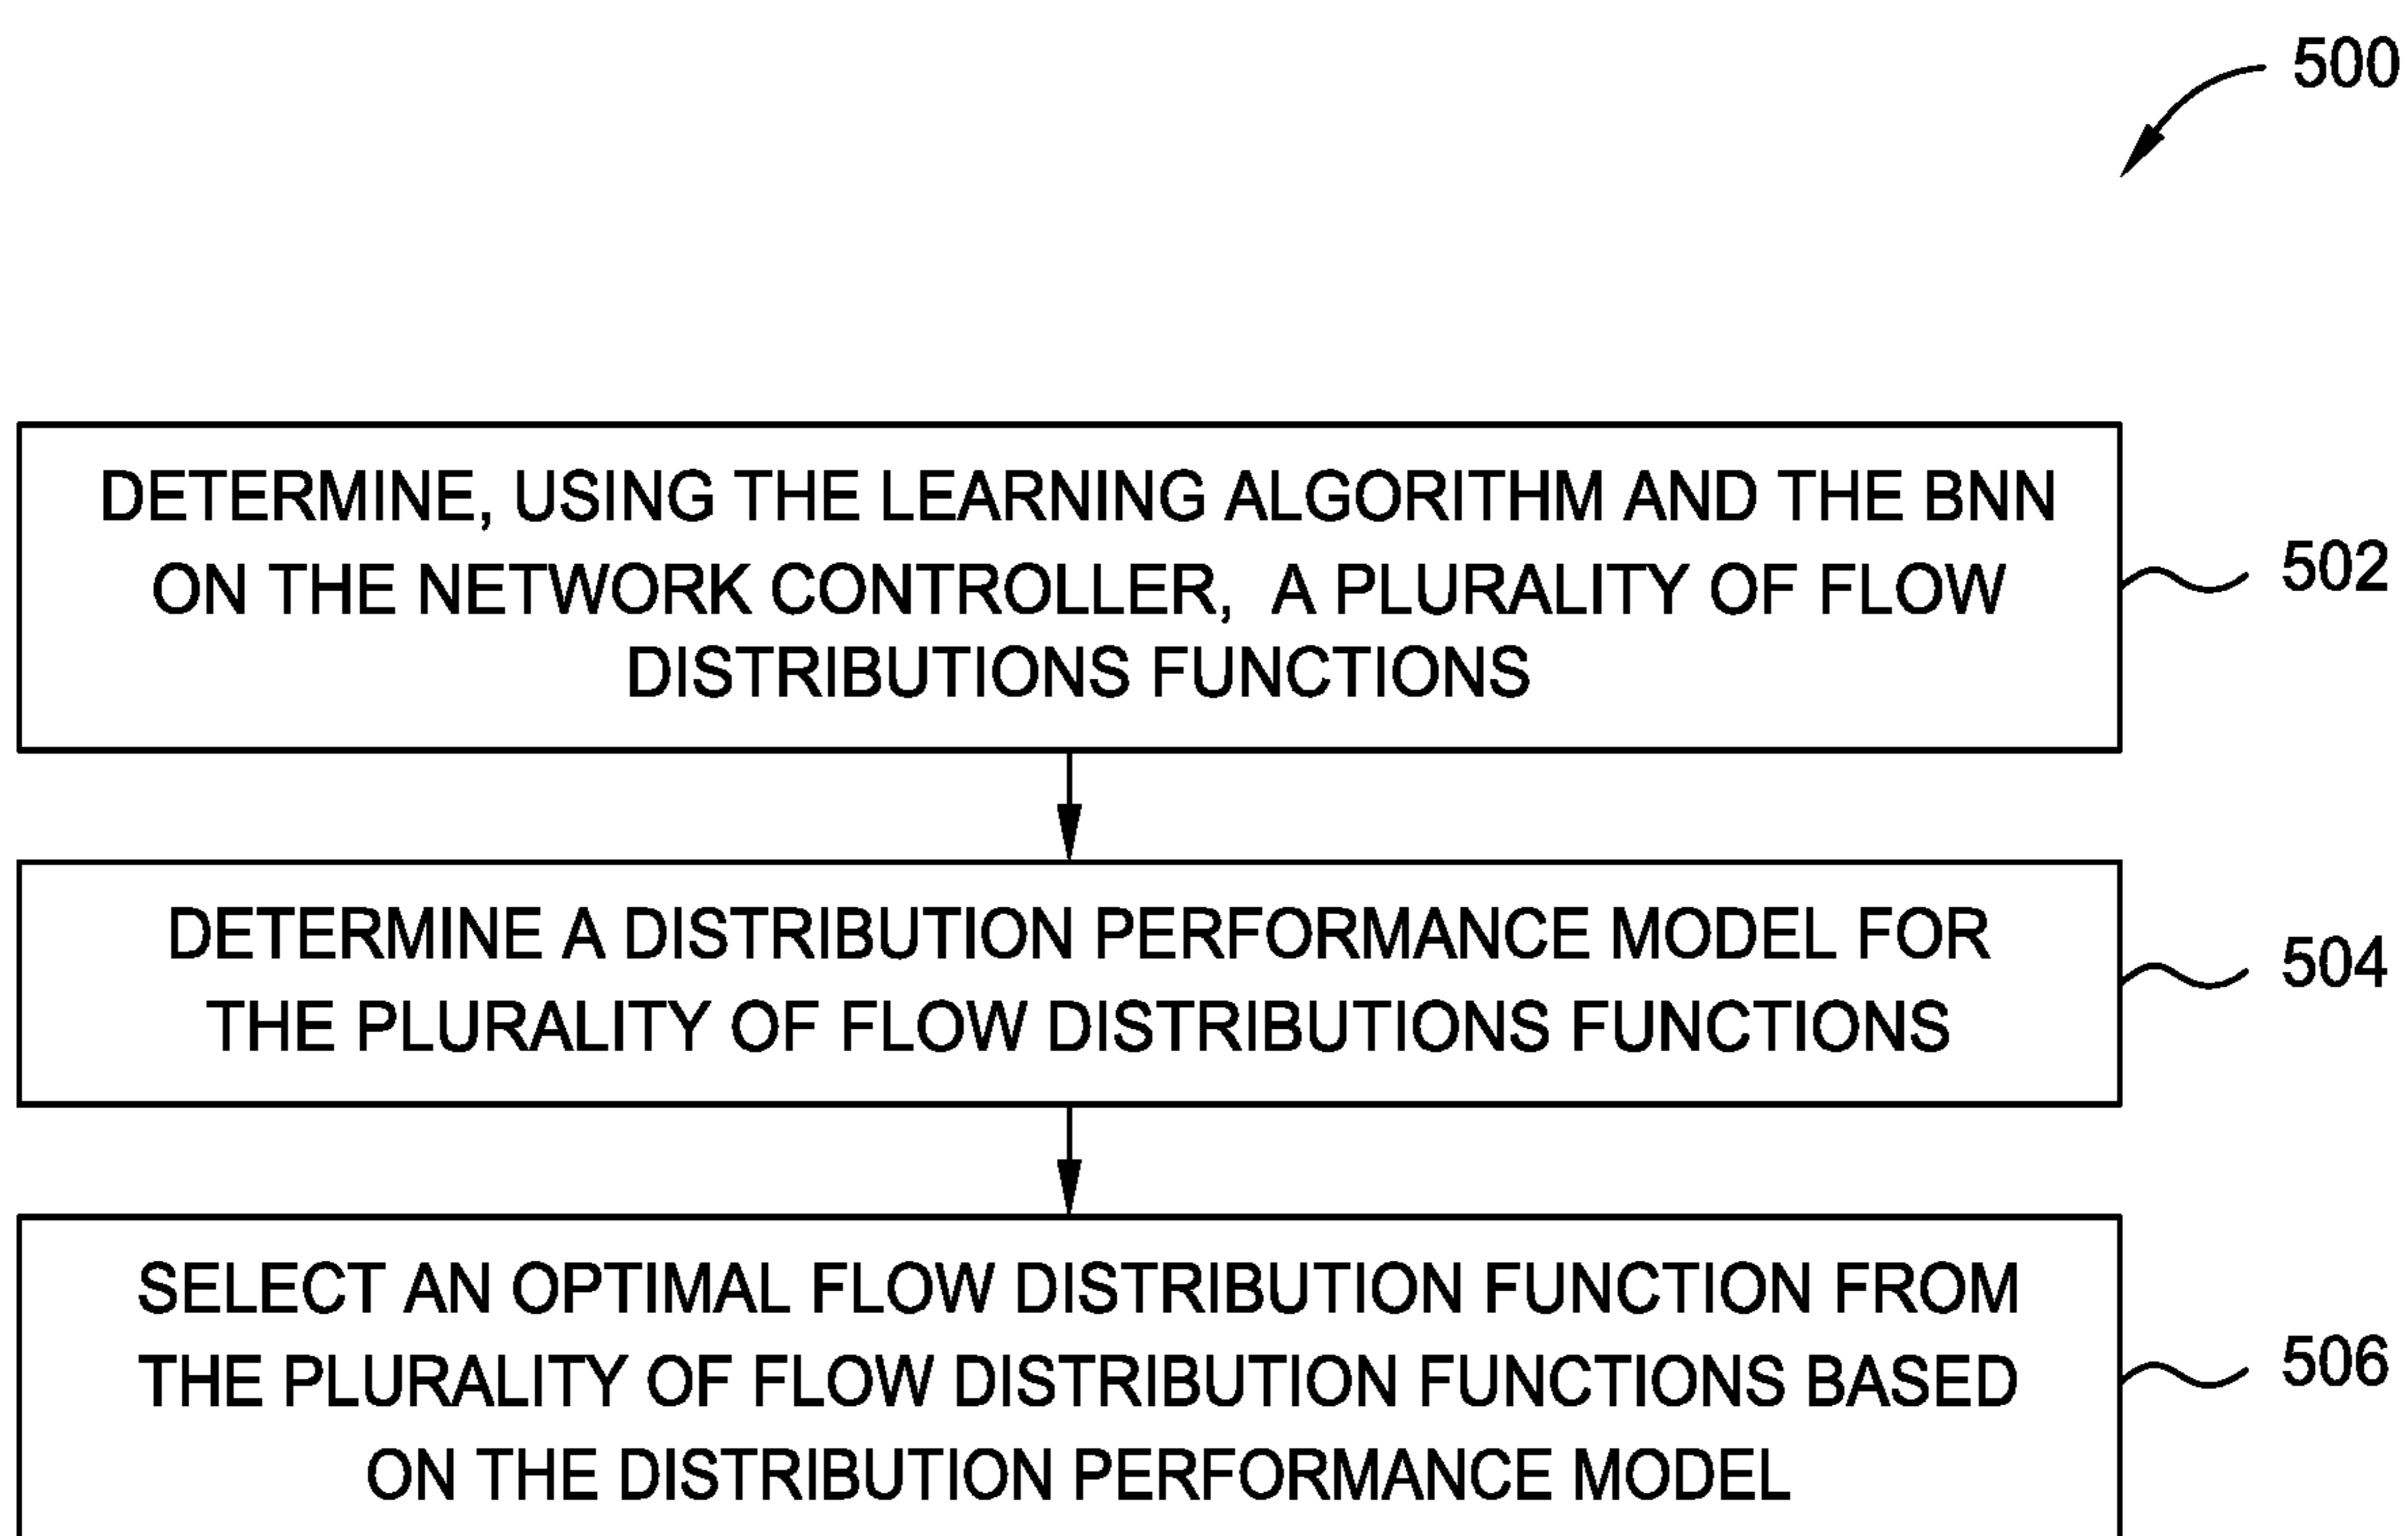 500
DETERMINE, USING THE LEARNING ALGORITHM AND THE BNN
ON THE NETWORK CONTROLLER, A PLURALITY OF FLOW
DISTRIBUTIONS FUNCTIONS
502
DETERMINE A DISTRIBUTION PERFORMANCE MODEL FOR
THE PLURALITY OF FLOW DISTRIBUTIONS FUNCTIONS
504
SELECT AN OPTIMAL FLOW DISTRIBUTION FUNCTION FROM
THE PLURALITY OF FLOW DISTRIBUTION FUNCTIONS BASED
ON THE DISTRIBUTION PERFORMANCE MODEL
506